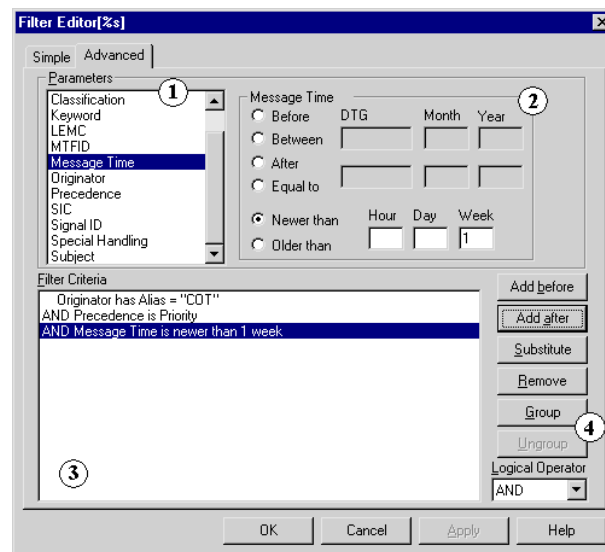 Filter Editor[%s]
Simple
Advanced
Parameters
1
Classification
Keyword
LEMC
MTFID
Message Time
Originator
Precedence
SIC
Signal ID
Special Handling
Subject
Message Time
2
Before DTG Month Year
Between
After
Equal to
Newer than Hour Day Week
1
Older than
Filter Criteria
Originator has Alias = "COT"
AND Precedence is Priority
AND Message Time is newer than 1 week
3
Add before
Add after
Substitute
Remove
Group
4
Ungroup
Logical Operator
AND
OK Cancel Apply Help